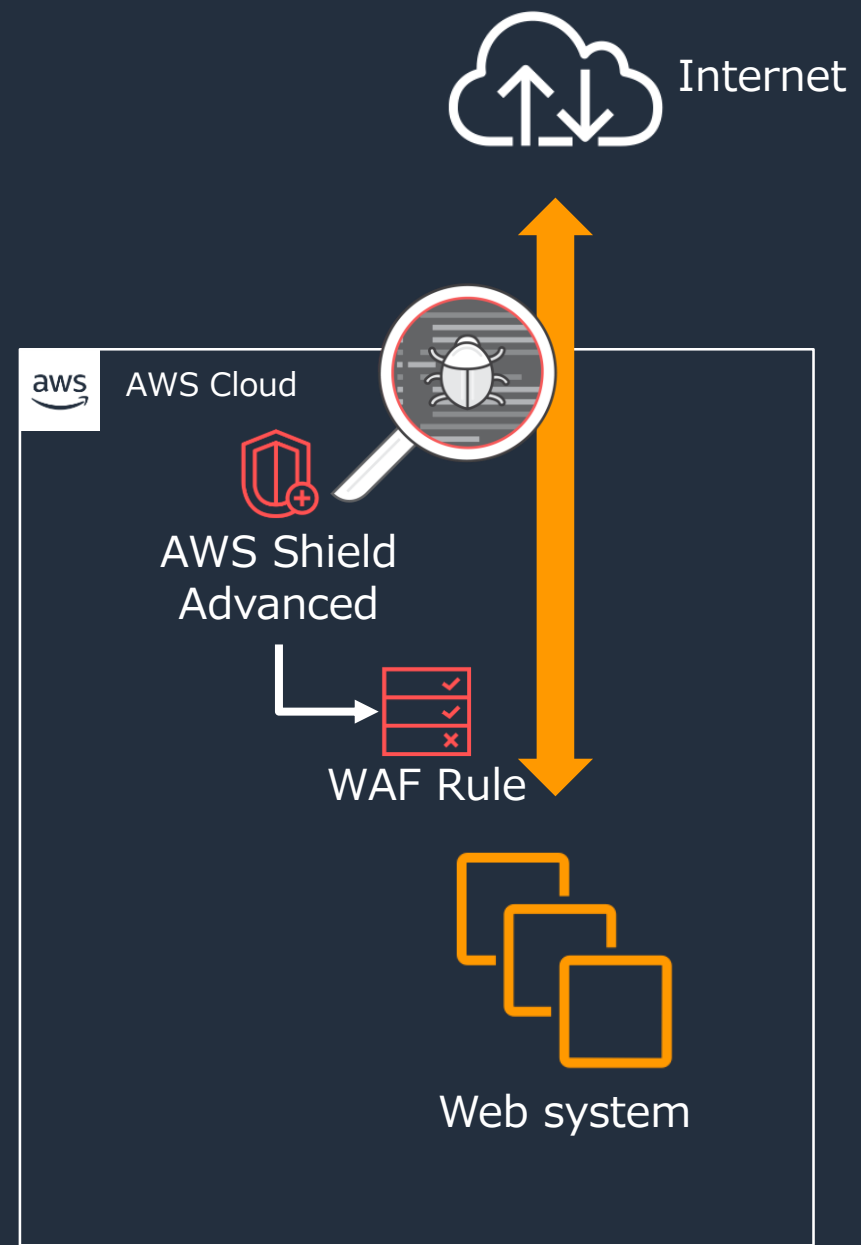 Internet
aws
AWS Cloud
AWS Shield
Advanced
WAF Rule
Web system